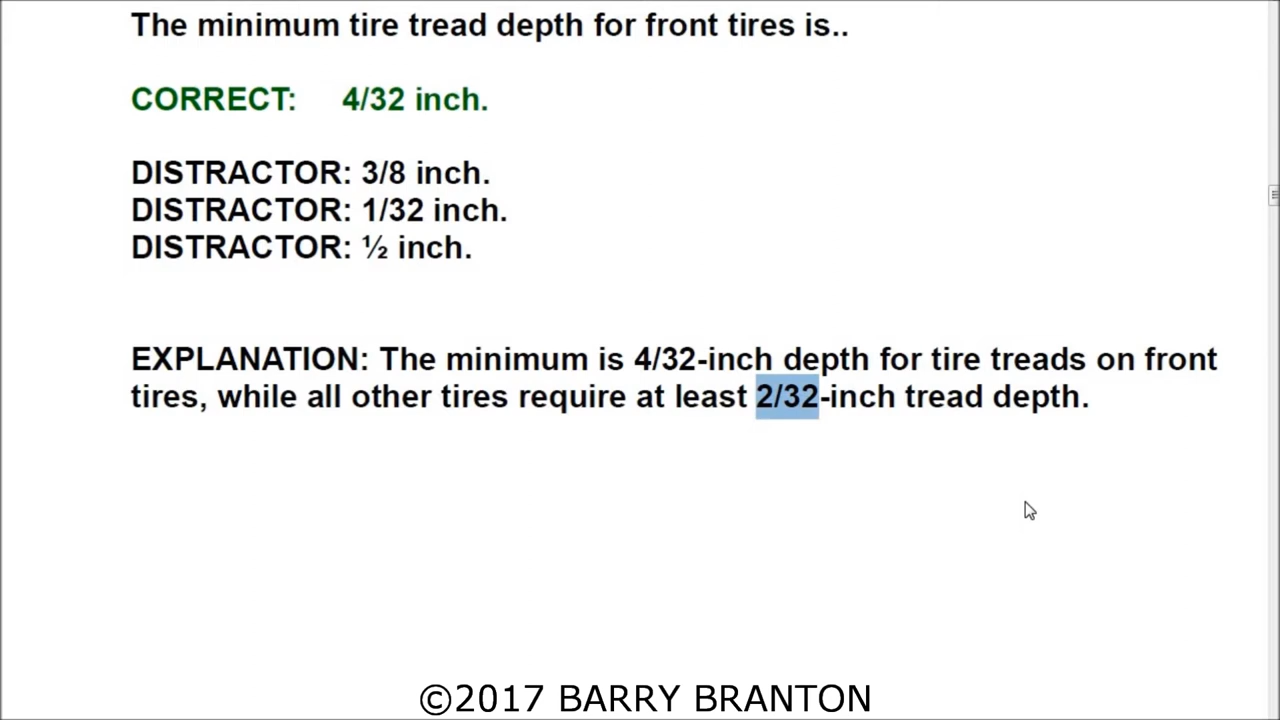 The minimum tire tread depth for front tires is..
CORRECT: 4/32 inch.
DISTRACTOR: 3/8 inch.
DISTRACTOR: 1/32 inch.
DISTRACTOR: ½ inch.
EXPLANATION: The minimum is 4/32-inch depth for tire treads on front
tires, while all other tires require at least 2/32-inch tread depth.
©2017 BARRY BRANTON